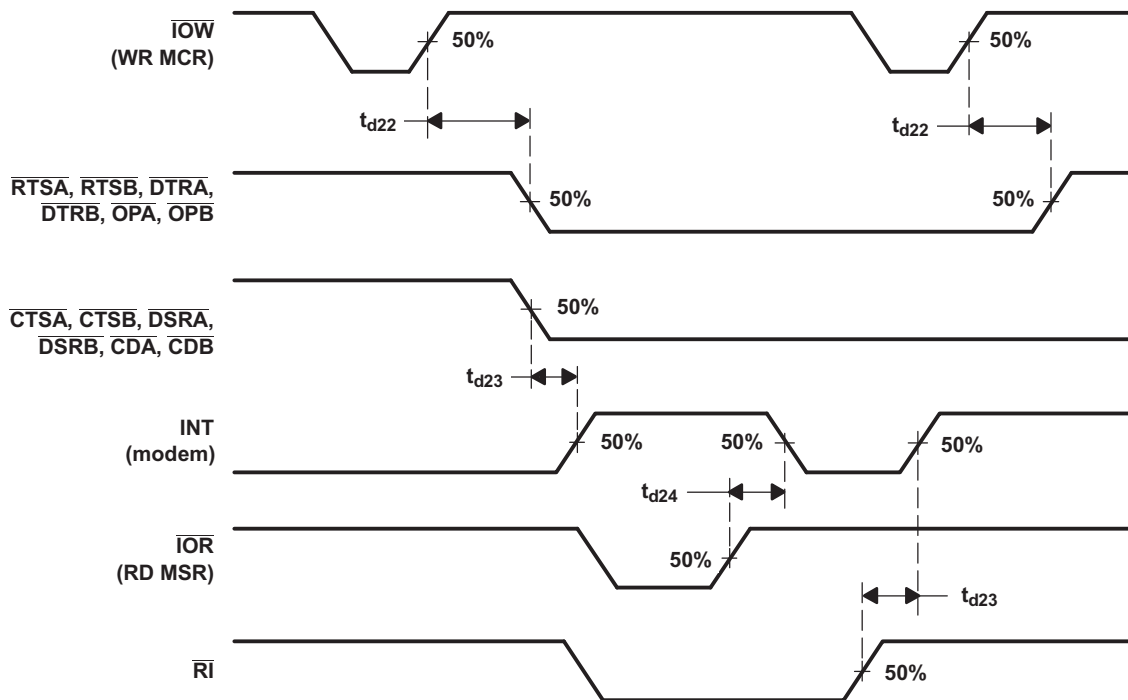 IOW
(WR MCR)
50%
50%
td22
td22
RTSA, RTSB, DTRA,
DTRB, OPA, OPB
50%
50%
CTSA, CTSB, DSRA,
DSRB, CDA, CDB
50%
td23
INT
(modem)
50%
50%
50%
td24
IOR
(RD MSR)
50%
td23
RI
50%